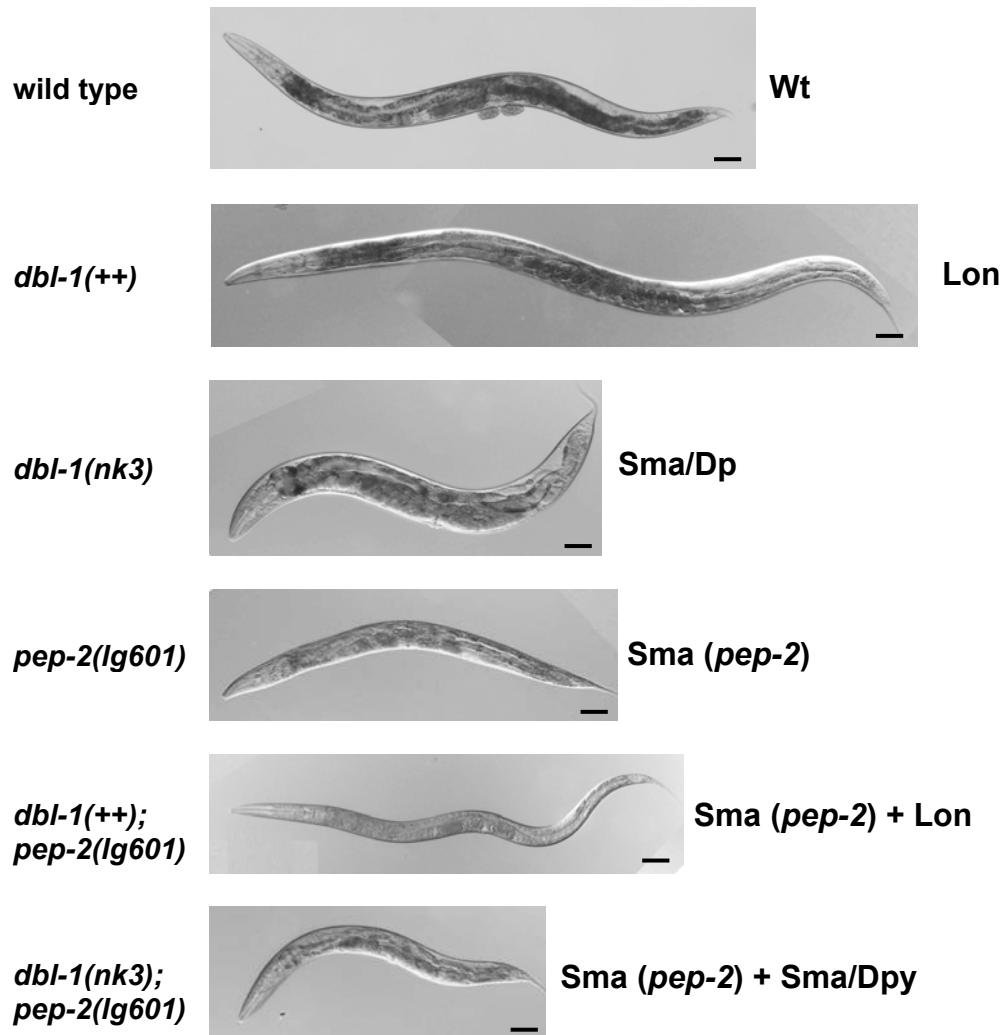 wild type
Wt
dbl-1(++)
Lon
dbl-1(nk3)
Sma/Dp
pep-2(lg601)
Sma (pep-2)
dbl-1(++);
pep-2(lg601)
Sma (pep-2) + Lon
dbl-1(nk3);
pep-2(lg601)
Sma (pep-2) + Sma/Dpy